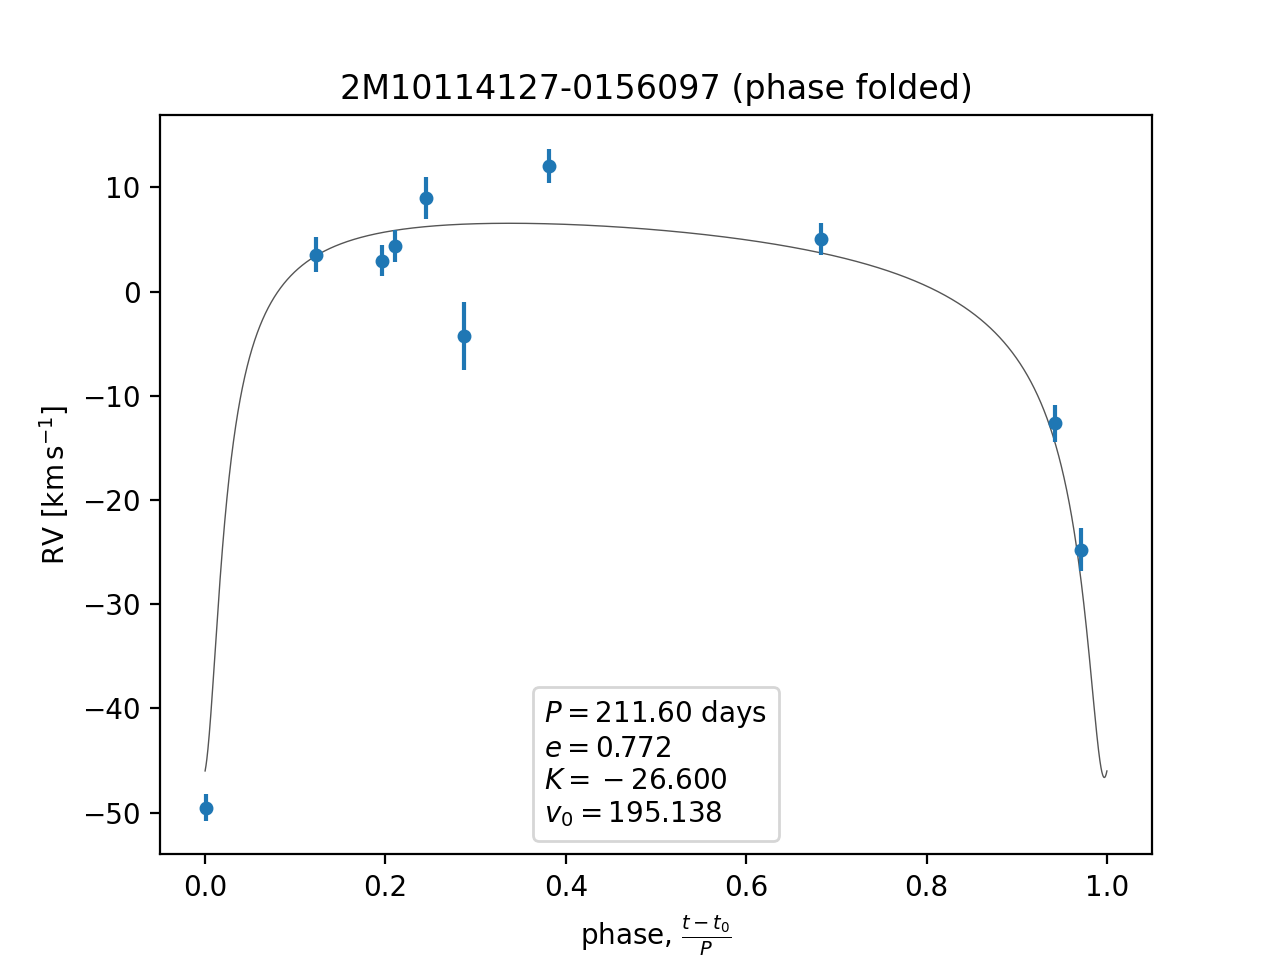 2M10114127-0156097 (phase folded)
10
0
−10
−20
−30
−40
−50
RV [km s⁻¹]
P = 211.60 days
e = 0.772
K = − 26.600
v₀ = 195.138
0.0 0.2 0.4 0.6 0.8 1.0
phase, (t − t₀)/P